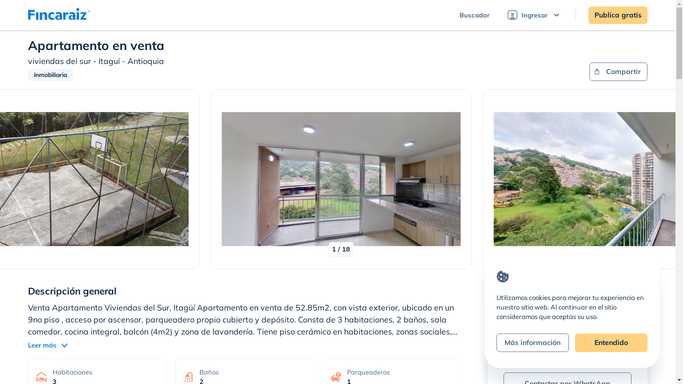 Fincaraiz
Buscador
Ingresar
Publica gratis
Apartamento en venta
viviendas del sur - Itaguí - Antioquia
Inmobiliaria
Compartir
1 / 18
Descripción general
Venta Apartamento Viviendas del Sur, Itagüí Apartamento en venta de 52.85m2, con vista exterior, ubicado en un
9no piso , acceso por ascensor, parqueadero propio cubierto y depósito. Consta de 3 habitaciones, 2 baños, sala
comedor, cocina integral, balcón (4m2) y zona de lavandería. Tiene piso cerámico en habitaciones, zonas sociales,...
Leer más
Habitaciones
3
Baños
2
Parqueaderos
1
Utilizamos cookies para mejorar tu experiencia en
nuestro sitio web. Al continuar en el sitio
consideramos que aceptas su uso.
Más información
Entendido
Contactar por WhatsApp